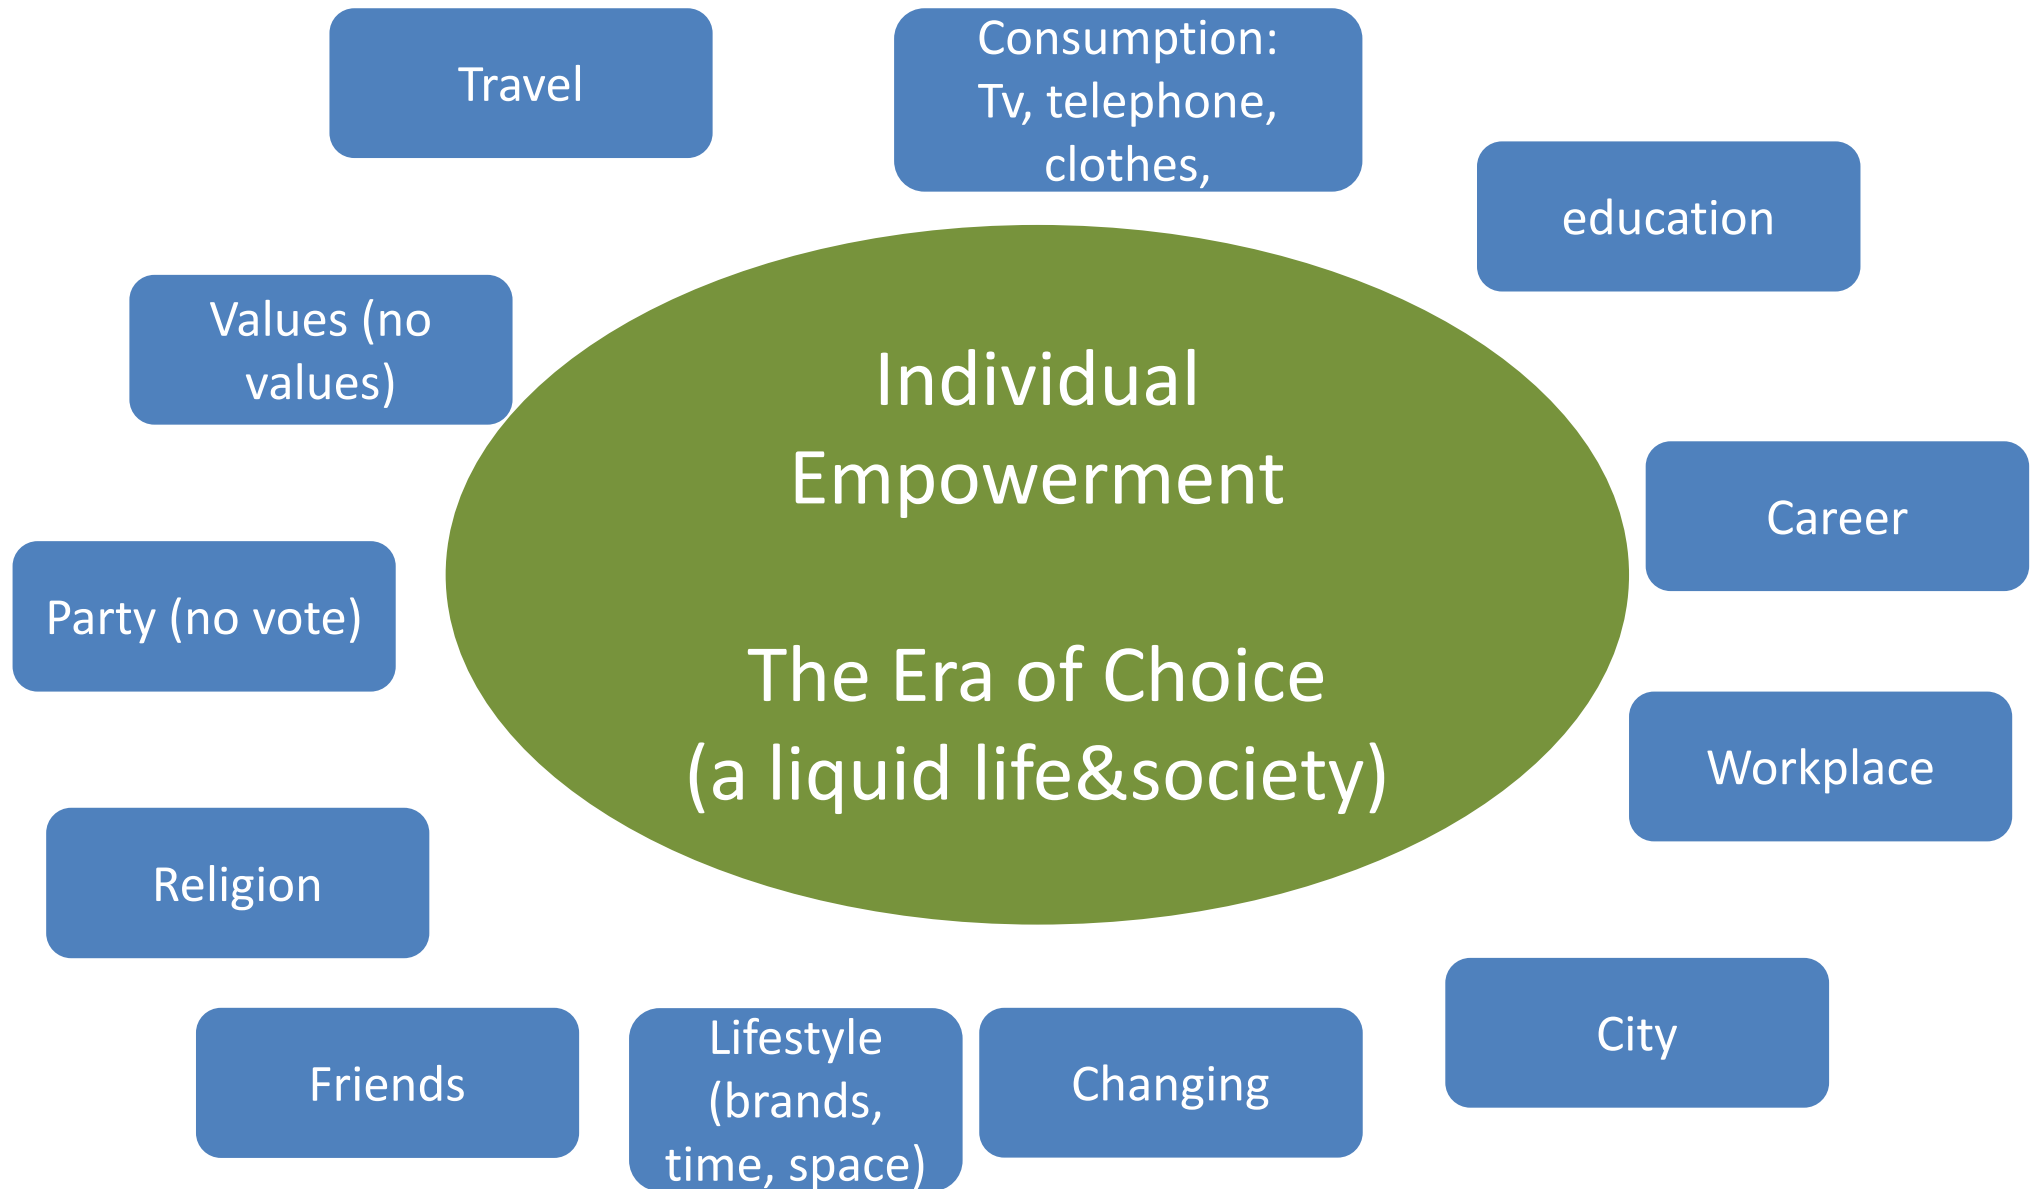 Travel
Consumption:
Tv, telephone,
clothes,
education
Values (no
values)
Individual
Empowerment
The Era of Choice
(a liquid life&society)
Career
Party (no vote)
Workplace
Religion
City
Friends
Lifestyle
(brands,
time, space)
Changing